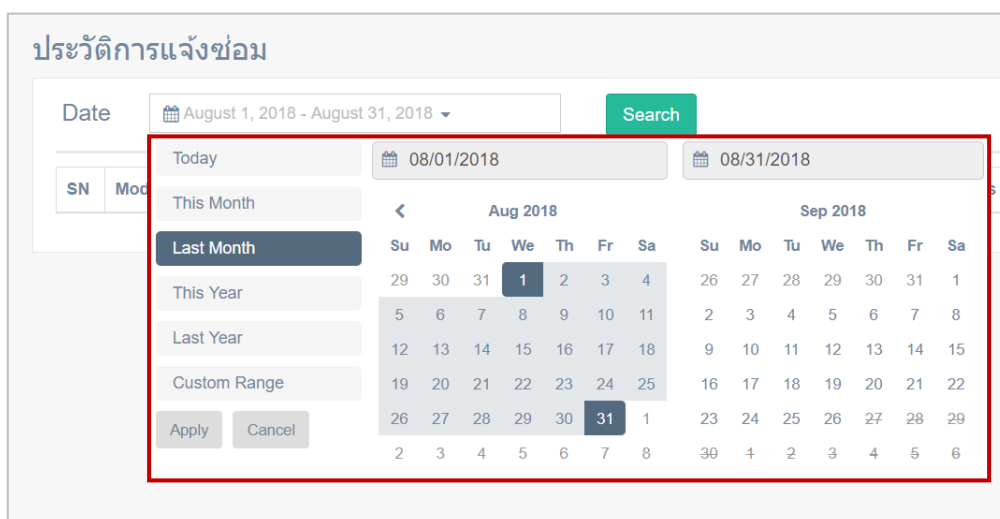 ประวัติการแจ้งซ่อม
Date August 1, 2018 - August 31, 2018 Search
SN
Today
This Month
Last Month
This Year
Last Year
Custom Range
Apply Cancel
08/01/2018
Aug 2018
Su Mo Tu We Th Fr Sa
29 30 31 1 2 3 4
5 6 7 8 9 10 11
12 13 14 15 16 17 18
19 20 21 22 23 24 25
26 27 28 29 30 31 1
2 3 4 5 6 7 8
08/31/2018
Sep 2018
Su Mo Tu We Th Fr Sa
26 27 28 29 30 31 1
2 3 4 5 6 7 8
9 10 11 12 13 14 15
16 17 18 19 20 21 22
23 24 25 26 27 28 29
30 1 2 3 4 5 6